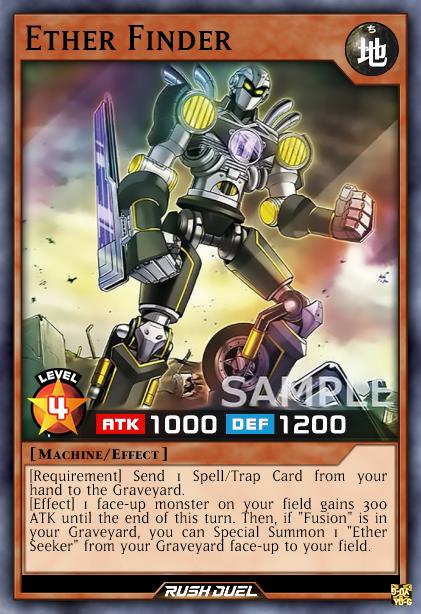 Ether Finder
ち
地
SAMPLE
LEVEL
4
ATK 1000 DEF 1200
[Machine/Effect]
[Requirement] Send 1 Spell/Trap Card from your
hand to the Graveyard.
[Effect] 1 face-up monster on your field gains 300
ATK until the end of this turn. Then, if "Fusion" is in
your Graveyard, you can Special Summon 1 "Ether
Seeker" from your Graveyard face-up to your field.
RUSH DUEL